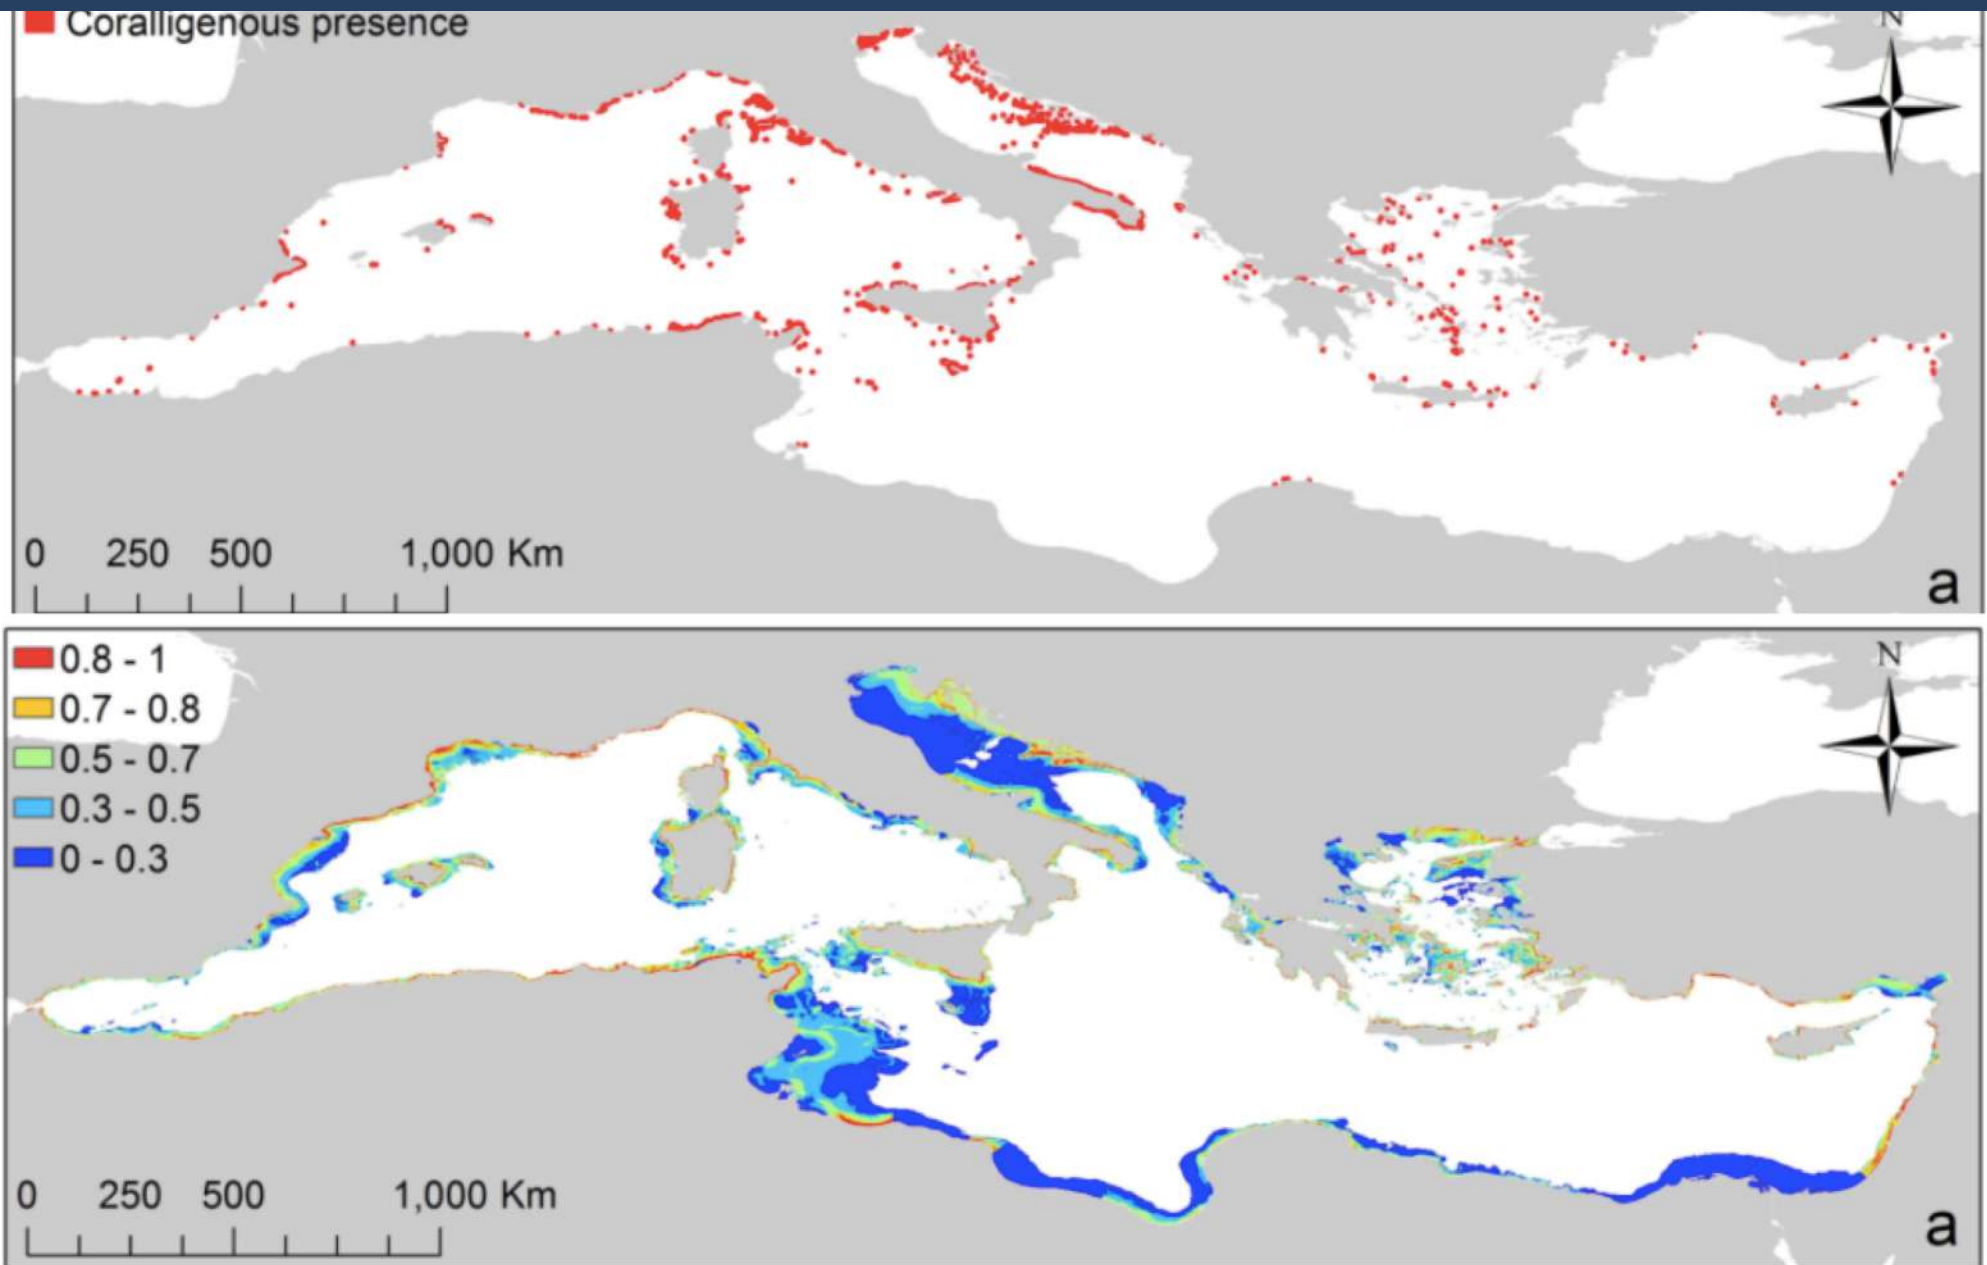 Coralligenous presence
N
0 250 500 1,000 Km
a
0.8 - 1
0.7 - 0.8
0.5 - 0.7
0.3 - 0.5
0 - 0.3
N
0 250 500 1,000 Km
a